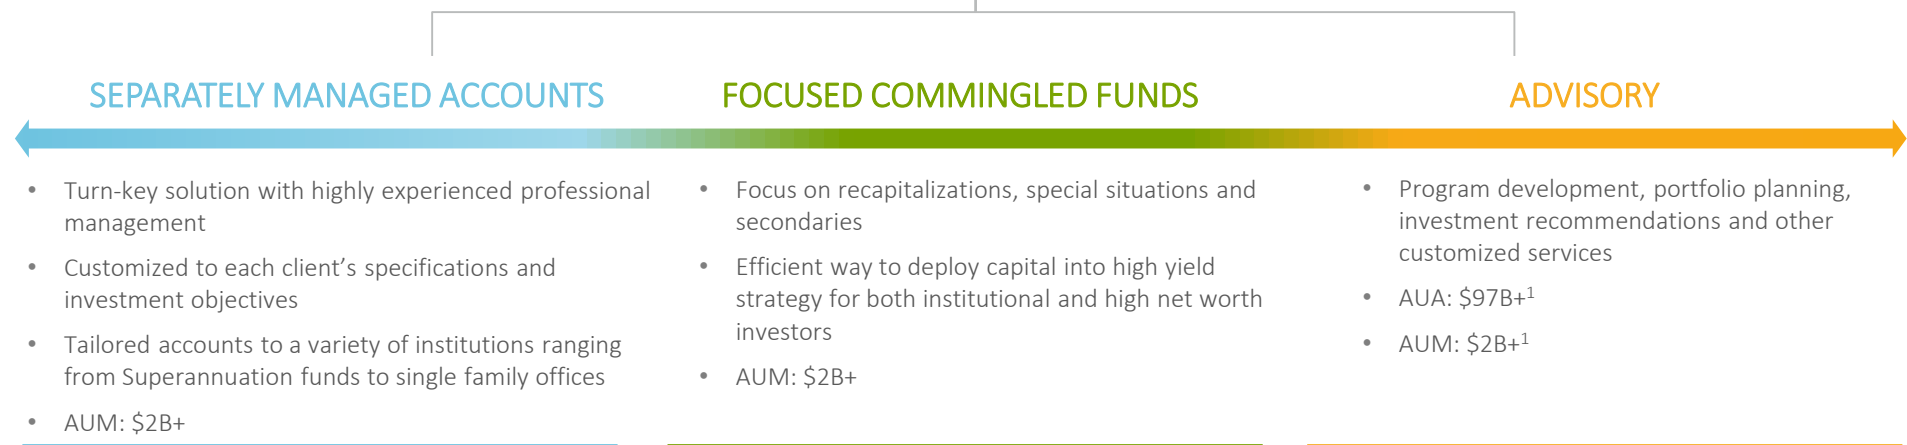 SEPARATELY MANAGED ACCOUNTS
• Turn-key solution with highly experienced professional
management
• Customized to each client’s specifications and
investment objectives
• Tailored accounts to a variety of institutions ranging
from Superannuation funds to single family offices
• AUM: $2B+
FOCUSED COMMINGLED FUNDS
• Focus on recapitalizations, special situations and
secondaries
• Efficient way to deploy capital into high yield
strategy for both institutional and high net worth
investors
• AUM: $2B+
ADVISORY
• Program development, portfolio planning,
investment recommendations and other
customized services
• AUA: $97B+¹
• AUM: $2B+¹